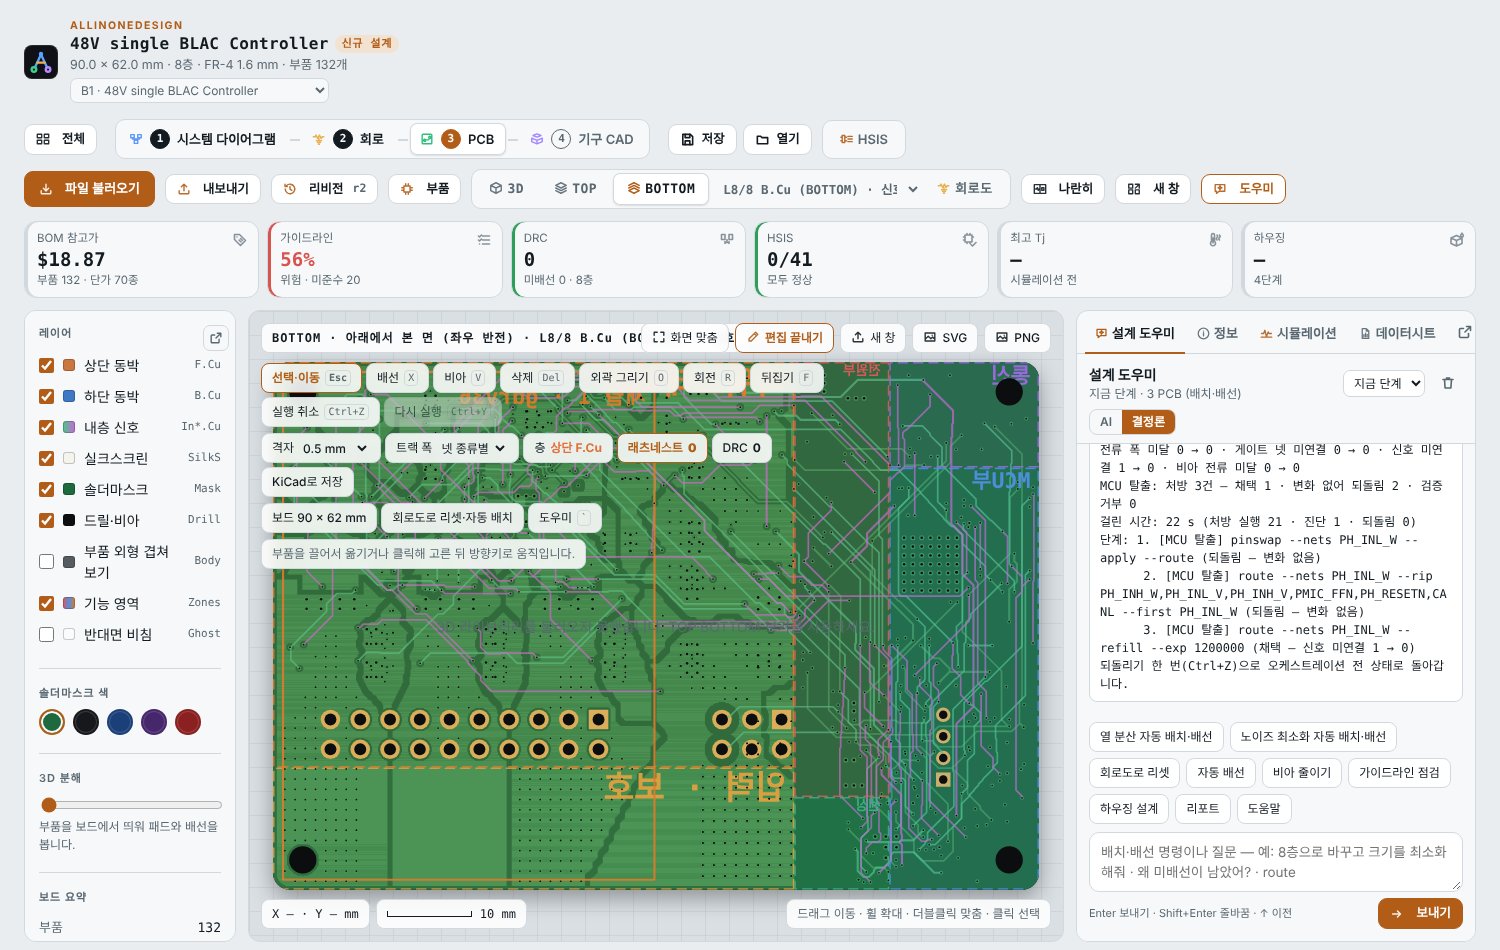 ALLINONEDESIGN
48V single BLAC Controller 신규 설계
90.0 × 62.0 mm · 8층 · FR-4 1.6 mm · 부품 132개
B1 · 48V single BLAC Controller
전체 1 시스템 다이어그램 2 회로 3 PCB 4 기구 CAD 저장 열기 HSIS
파일 불러오기 내보내기 리비전 r2 부품 3D TOP BOTTOM L8/8 B.Cu (BOTTOM) · 신호 회로도 나란히 새 창 도우미
BOM 참고가
$18.87
부품 132 · 단가 70종
가이드라인
56%
위험 · 미준수 20
DRC
0
미배선 0 · 8층
HSIS
0/41
모두 정상
최고 Tj
—
시뮬레이션 전
하우징
—
4단계
레이어
상단 동박 F.Cu
하단 동박 B.Cu
내층 신호 In*.Cu
실크스크린 SilkS
솔더마스크 Mask
드릴·비아 Drill
부품 외형 겹쳐 보기 Body
기능 영역 Zones
반대면 비침 Ghost
솔더마스크 색
3D 분해
부품을 보드에서 띄워 패드와 배선을
봅니다.
보드 요약
부품 132
BOTTOM · 아래에서 본 면 (좌우 반전) · L8/8 B.Cu (BO
화면 맞춤 편집 끝내기 새 창 SVG PNG
선택·이동 Esc 배선 X 비아 V 삭제 Del 외곽 그리기 O 회전 R 뒤집기 F
실행 취소 Ctrl+Z 다시 실행 Ctrl+Y
격자 0.5 mm 트랙 폭 넷 종류별 층 상단 F.Cu 래츠네스트 0 DRC 0
KiCad로 저장
보드 90 × 62 mm 회로도로 리셋·자동 배치 도우미 `
부품을 끌어서 옮기거나 클릭해 고른 뒤 방향키로 움직입니다.
통신
전원부
MCU부
입력 · 보호
X — · Y — mm 10 mm 드래그 이동 · 휠 확대 · 더블클릭 맞춤 · 클릭 선택
설계 도우미 정보 시뮬레이션 데이터시트
설계 도우미
지금 단계 · 3 PCB (배치·배선)
지금 단계
AI 결정론
전류 폭 미달 0 → 0 · 게이트 넷 미연결 0 → 0 · 신호 미연
결 1 → 0 · 비아 전류 미달 0 → 0
MCU 탈출: 처방 3건 — 채택 1 · 변화 없어 되돌림 2 · 검증
거부 0
걸린 시간: 22 s (처방 실행 21 · 진단 1 · 되돌림 0)
단계: 1. [MCU 탈출] pinswap --nets PH_INL_W --
apply --route (되돌림 — 변화 없음)
2. [MCU 탈출] route --nets PH_INL_W --rip
PH_INH_W,PH_INL_V,PH_INH_V,PMIC_FFN,PH_RESETN,CA
NL --first PH_INL_W (되돌림 — 변화 없음)
3. [MCU 탈출] route --nets PH_INL_W --
refill --exp 1200000 (채택 — 신호 미연결 1 → 0)
되돌리기 한 번(Ctrl+Z)으로 오케스트레이션 전 상태로 돌아갑
니다.
열 분산 자동 배치·배선 노이즈 최소화 자동 배치·배선
회로도로 리셋 자동 배선 비아 줄이기 가이드라인 점검
하우징 설계 리포트 도움말
배치·배선 명령이나 질문 — 예: 8층으로 바꾸고 크기를 최소화
해줘 · 왜 미배선이 남았어? · route
Enter 보내기 · Shift+Enter 줄바꿈 · ↑ 이전 보내기